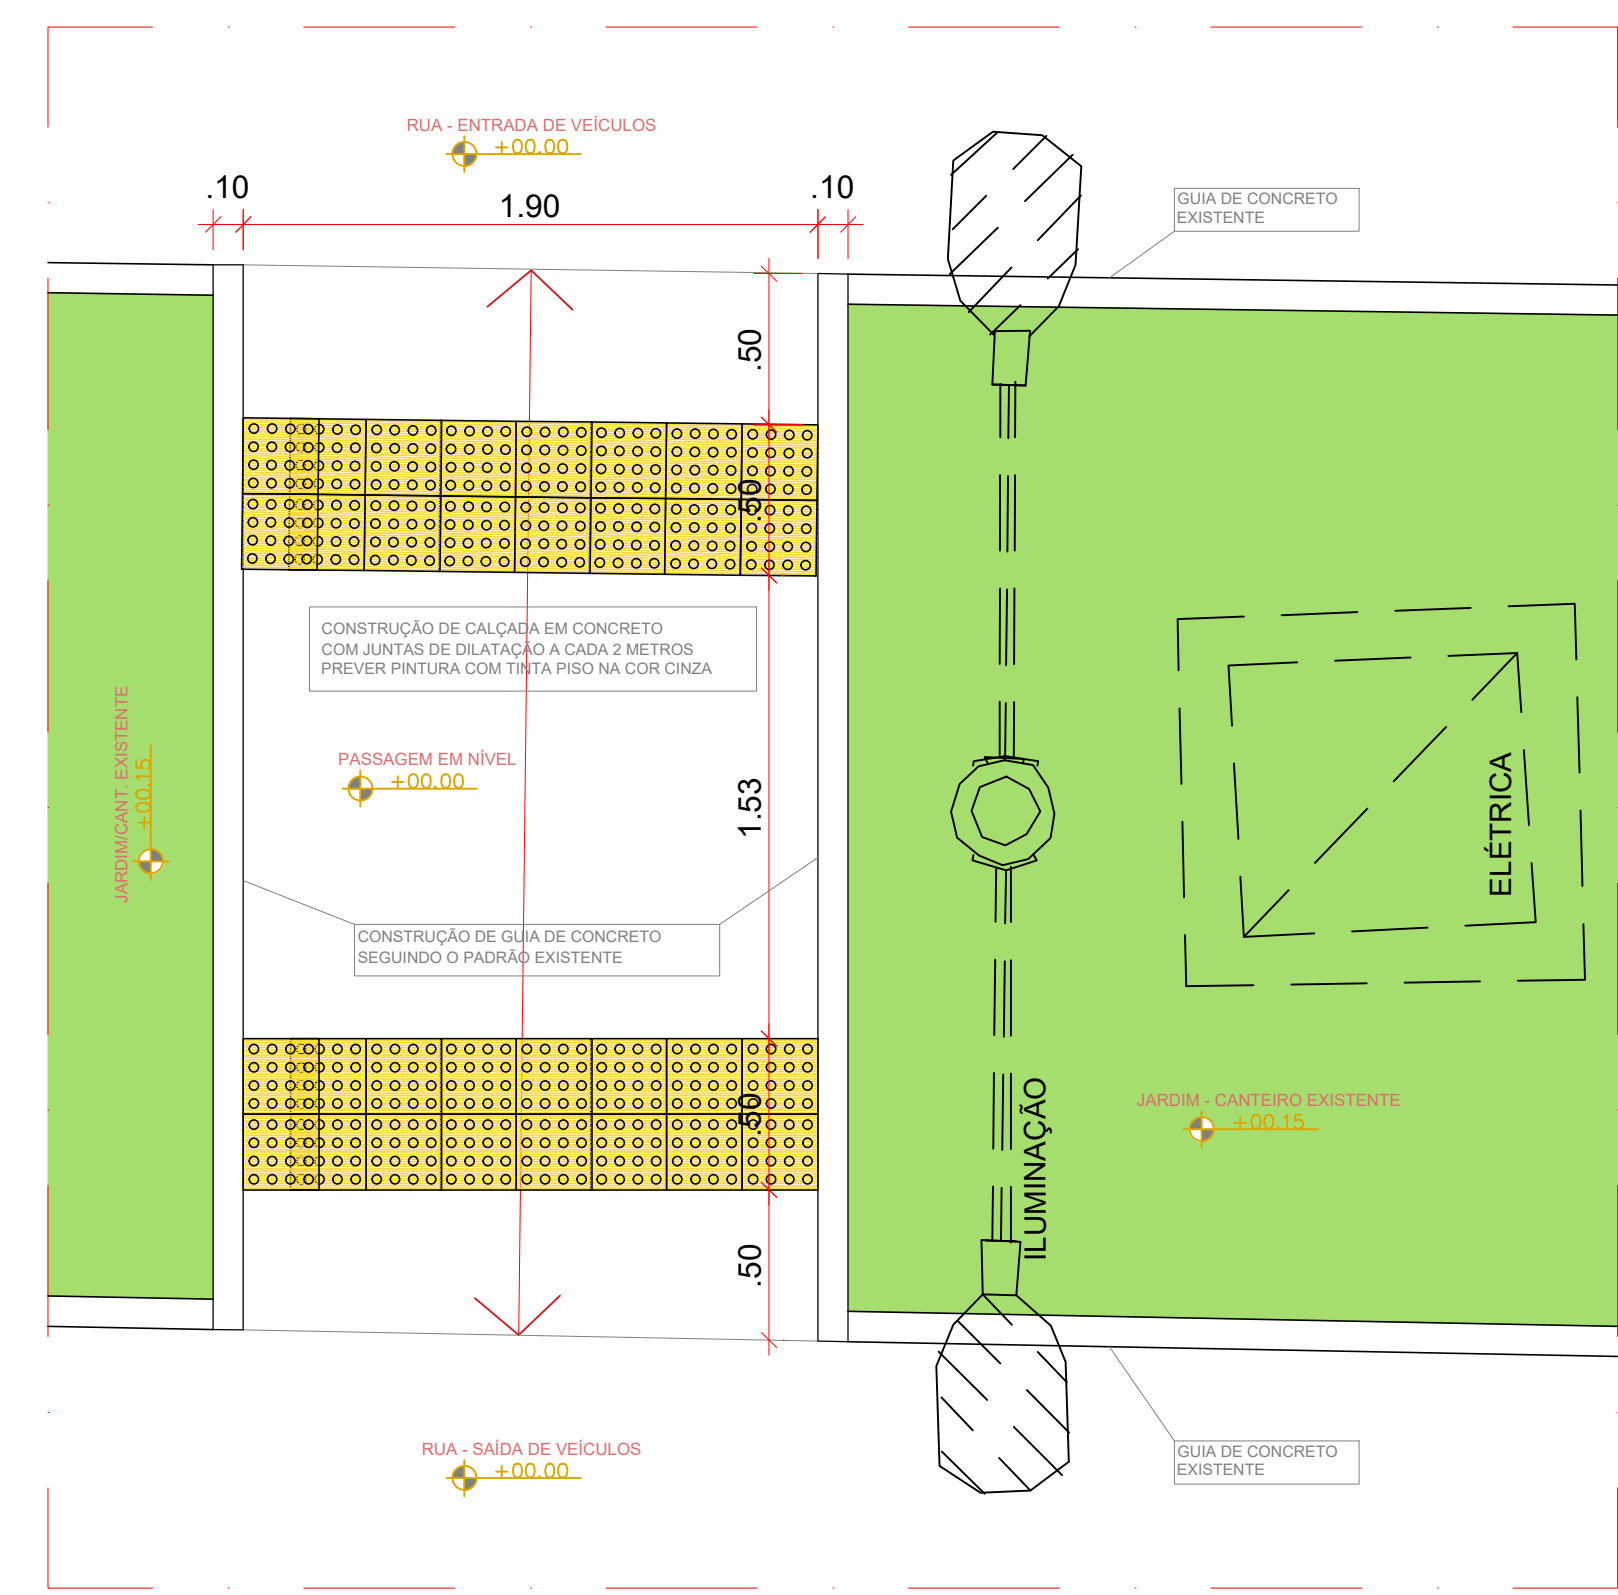 RUA - ENTRADA DE VEÍCULOS
+00.00
.10
1.90
.10
GUIA DE CONCRETO
EXISTENTE
.50
.50
CONSTRUÇÃO DE CALÇADA EM CONCRETO
COM JUNTAS DE DILATAÇÃO A CADA 2 METROS
PREVER PINTURA COM TINTA PISO NA COR CINZA
JARDIM/CANT. EXISTENTE
+00.15
PASSAGEM EM NÍVEL
+00.00
1.53
ELÉTRICA
CONSTRUÇÃO DE GUIA DE CONCRETO
SEGUINDO O PADRÃO EXISTENTE
.50
ILUMINAÇÃO
JARDIM - CANTEIRO EXISTENTE
+00.15
.50
RUA - SAÍDA DE VEÍCULOS
+00.00
GUIA DE CONCRETO
EXISTENTE